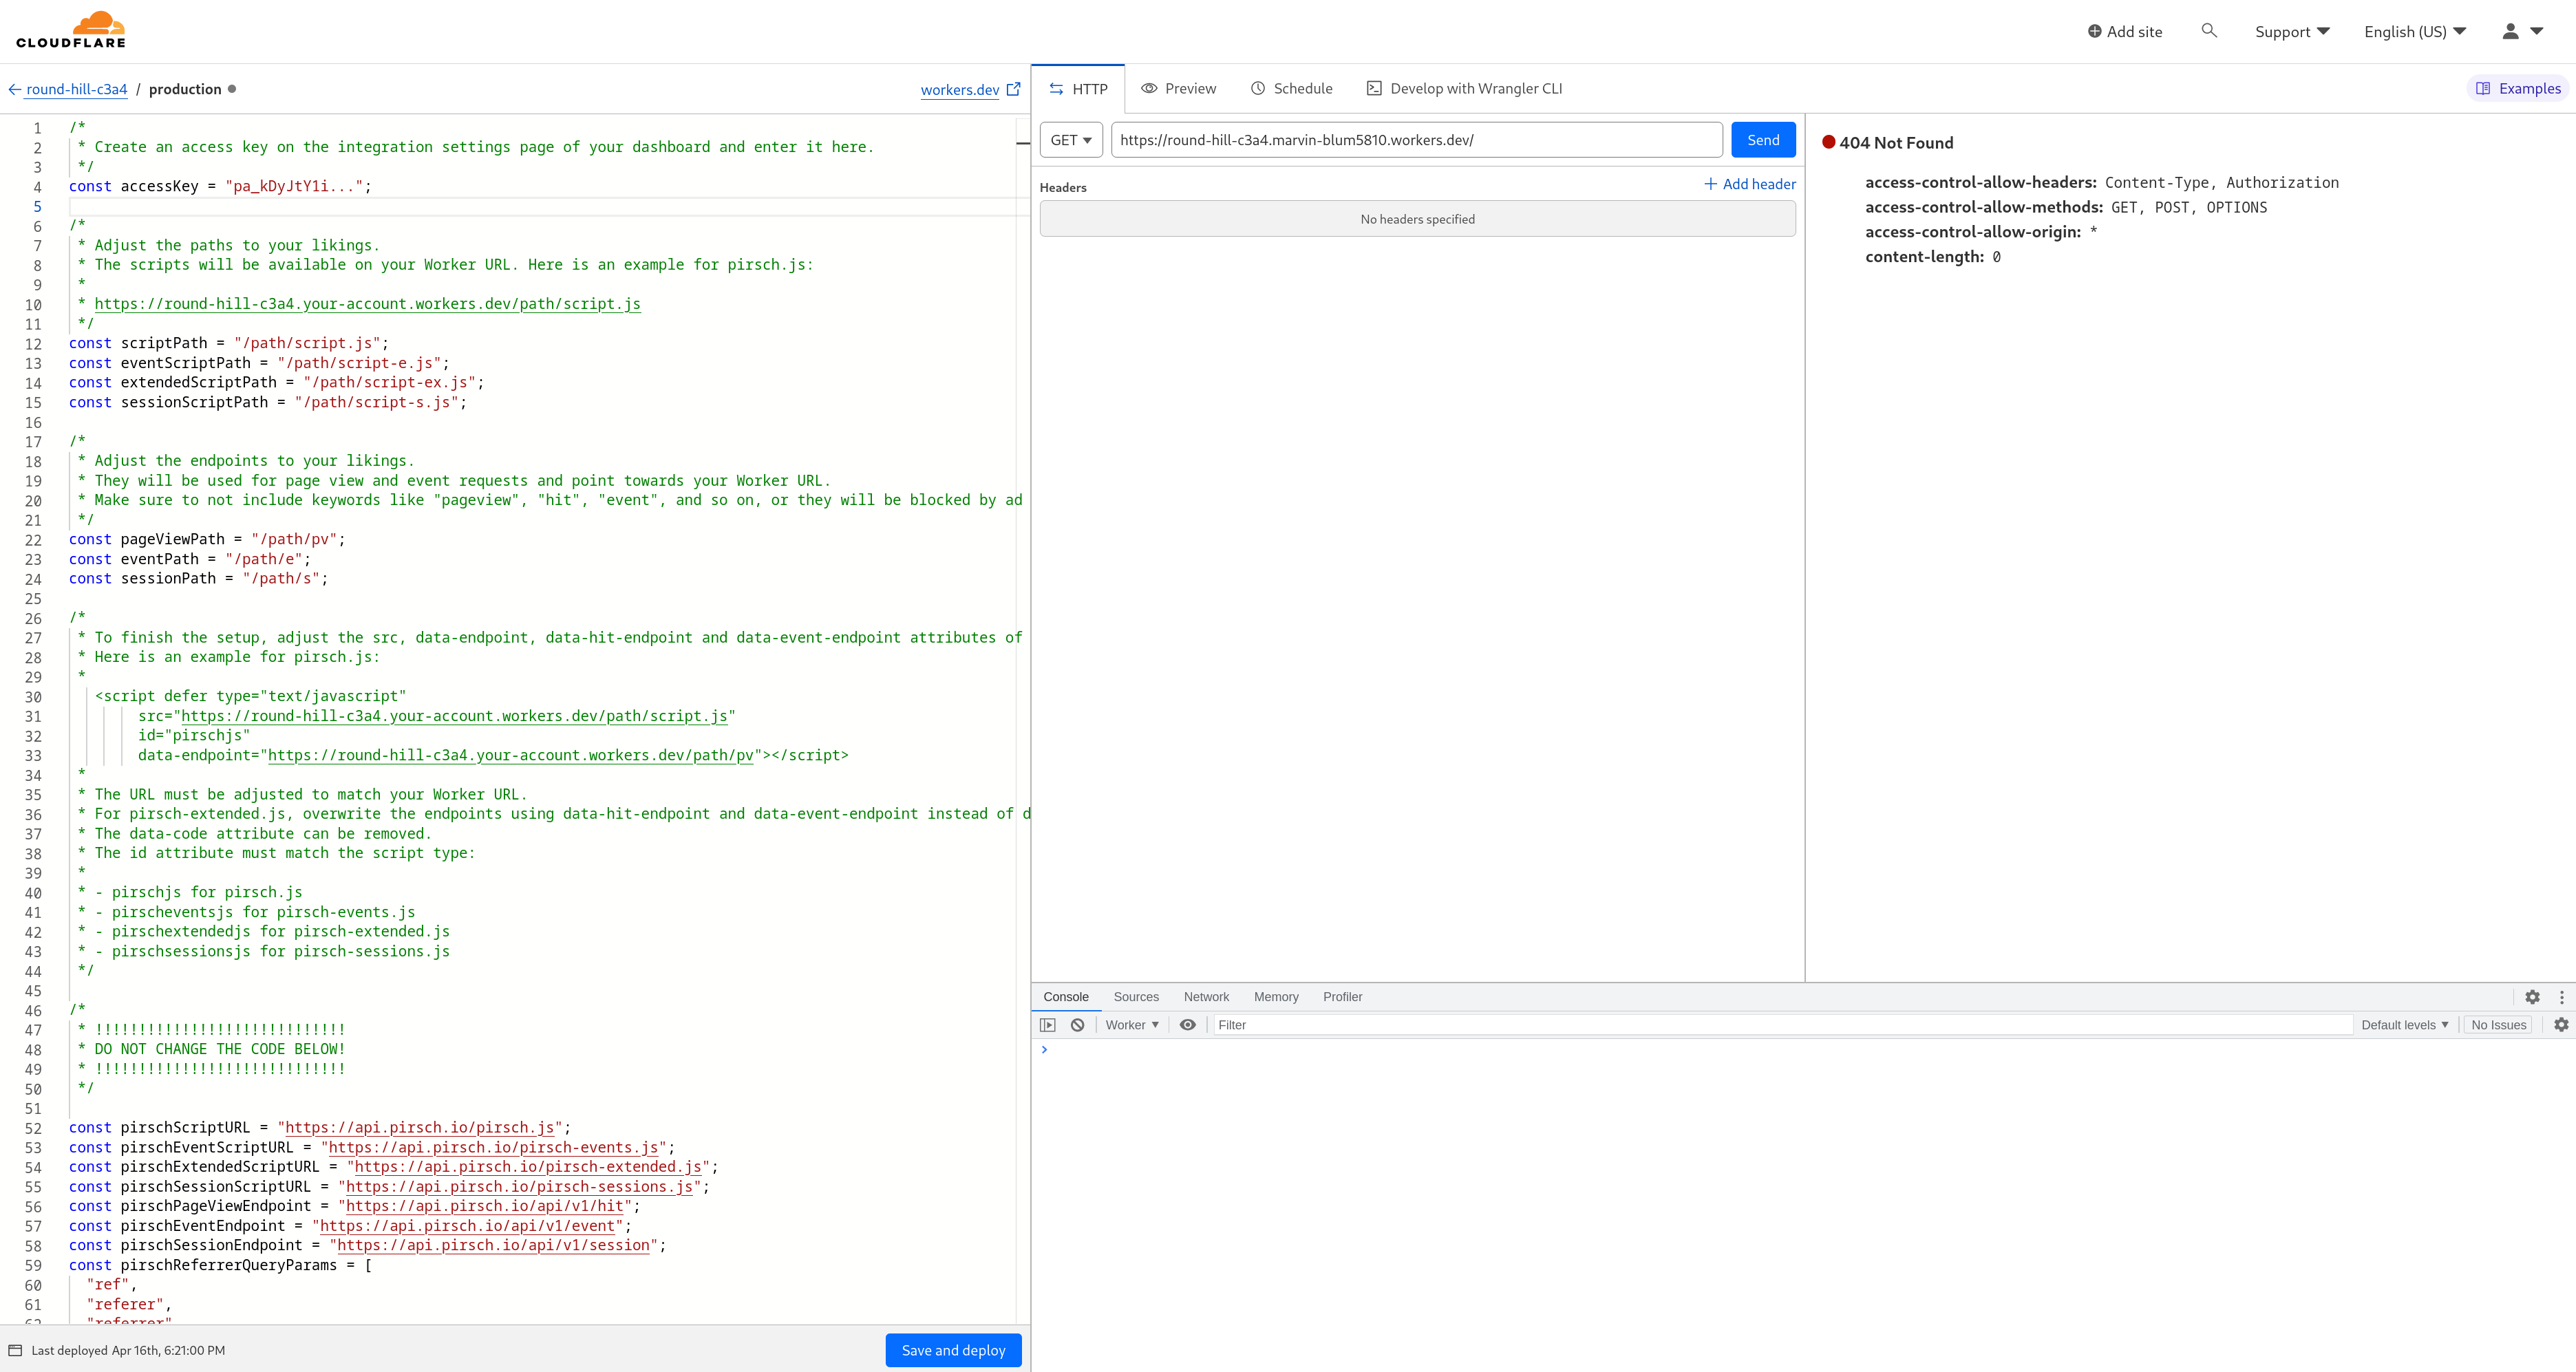 CLOUDFLARE
Add site
Support
English (US)
round-hill-c3a4 / production
workers.dev
HTTP
Preview
Schedule
Develop with Wrangler CLI
Examples
1 /*
2 * Create an access key on the integration settings page of your dashboard and enter it here.
3 */
4 const accessKey = "pa_kDyJtY1i...";
5
6 /*
7 * Adjust the paths to your likings.
8 * The scripts will be available on your Worker URL. Here is an example for pirsch.js:
9 *
10 * https://round-hill-c3a4.your-account.workers.dev/path/script.js
11 */
12 const scriptPath = "/path/script.js";
13 const eventScriptPath = "/path/script-e.js";
14 const extendedScriptPath = "/path/script-ex.js";
15 const sessionScriptPath = "/path/script-s.js";
16
17 /*
18 * Adjust the endpoints to your likings.
19 * They will be used for page view and event requests and point towards your Worker URL.
20 * Make sure to not include keywords like "pageview", "hit", "event", and so on, or they will be blocked by ad
21 */
22 const pageViewPath = "/path/pv";
23 const eventPath = "/path/e";
24 const sessionPath = "/path/s";
25
26 /*
27 * To finish the setup, adjust the src, data-endpoint, data-hit-endpoint and data-event-endpoint attributes of
28 * Here is an example for pirsch.js:
29 *
30 <script defer type="text/javascript"
31 src="https://round-hill-c3a4.your-account.workers.dev/path/script.js"
32 id="pirschjs"
33 data-endpoint="https://round-hill-c3a4.your-account.workers.dev/path/pv"></script>
34 *
35 * The URL must be adjusted to match your Worker URL.
36 * For pirsch-extended.js, overwrite the endpoints using data-hit-endpoint and data-event-endpoint instead of d
37 * The data-code attribute can be removed.
38 * The id attribute must match the script type:
39 *
40 * - pirschjs for pirsch.js
41 * - pirscheventsjs for pirsch-events.js
42 * - pirschextendedjs for pirsch-extended.js
43 * - pirschsessionsjs for pirsch-sessions.js
44 */
45
46 /*
47 * !!!!!!!!!!!!!!!!!!!!!!!!!!!!!
48 * DO NOT CHANGE THE CODE BELOW!
49 * !!!!!!!!!!!!!!!!!!!!!!!!!!!!!
50 */
51
52 const pirschScriptURL = "https://api.pirsch.io/pirsch.js";
53 const pirschEventScriptURL = "https://api.pirsch.io/pirsch-events.js";
54 const pirschExtendedScriptURL = "https://api.pirsch.io/pirsch-extended.js";
55 const pirschSessionScriptURL = "https://api.pirsch.io/pirsch-sessions.js";
56 const pirschPageViewEndpoint = "https://api.pirsch.io/api/v1/hit";
57 const pirschEventEndpoint = "https://api.pirsch.io/api/v1/event";
58 const pirschSessionEndpoint = "https://api.pirsch.io/api/v1/session";
59 const pirschReferrerQueryParams = [
60 "ref",
61 "referer",
62 "referrer"
Last deployed Apr 16th, 6:21:00 PM
Save and deploy
GET
https://round-hill-c3a4.marvin-blum5810.workers.dev/
Send
Headers
Add header
No headers specified
404 Not Found
access-control-allow-headers: Content-Type, Authorization
access-control-allow-methods: GET, POST, OPTIONS
access-control-allow-origin: *
content-length: 0
Console
Sources
Network
Memory
Profiler
Worker
Filter
Default levels
No Issues